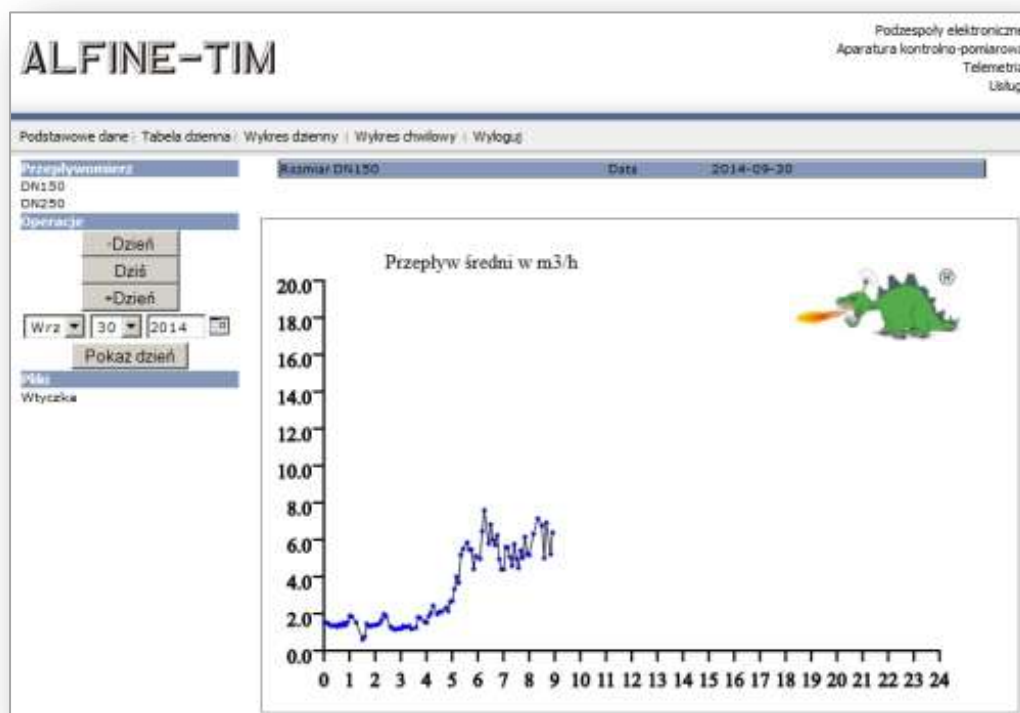 ALFINE-TIM
Podzespoły elektroniczne
Aparatura kontrolno-pomiarowa
Telemetria
Usług
Podstawowe dane | Tabela dzienna | Wykres dzienny | Wykres chwilowy | Wyloguj
Przepływomierz
DN150
DN250
Operacje
-Dzień
Dziś
+Dzień
Wrz 30 2014
Pokaż dzień
Pliki
Wtyczka
Rozmiar DN150 Data 2014-09-30
Przepływ średni w m3/h
®
20.0
18.0
16.0
14.0
12.0
10.0
8.0
6.0
4.0
2.0
0.0
0 1 2 3 4 5 6 7 8 9 10 11 12 13 14 15 16 17 18 19 20 21 22 23 24